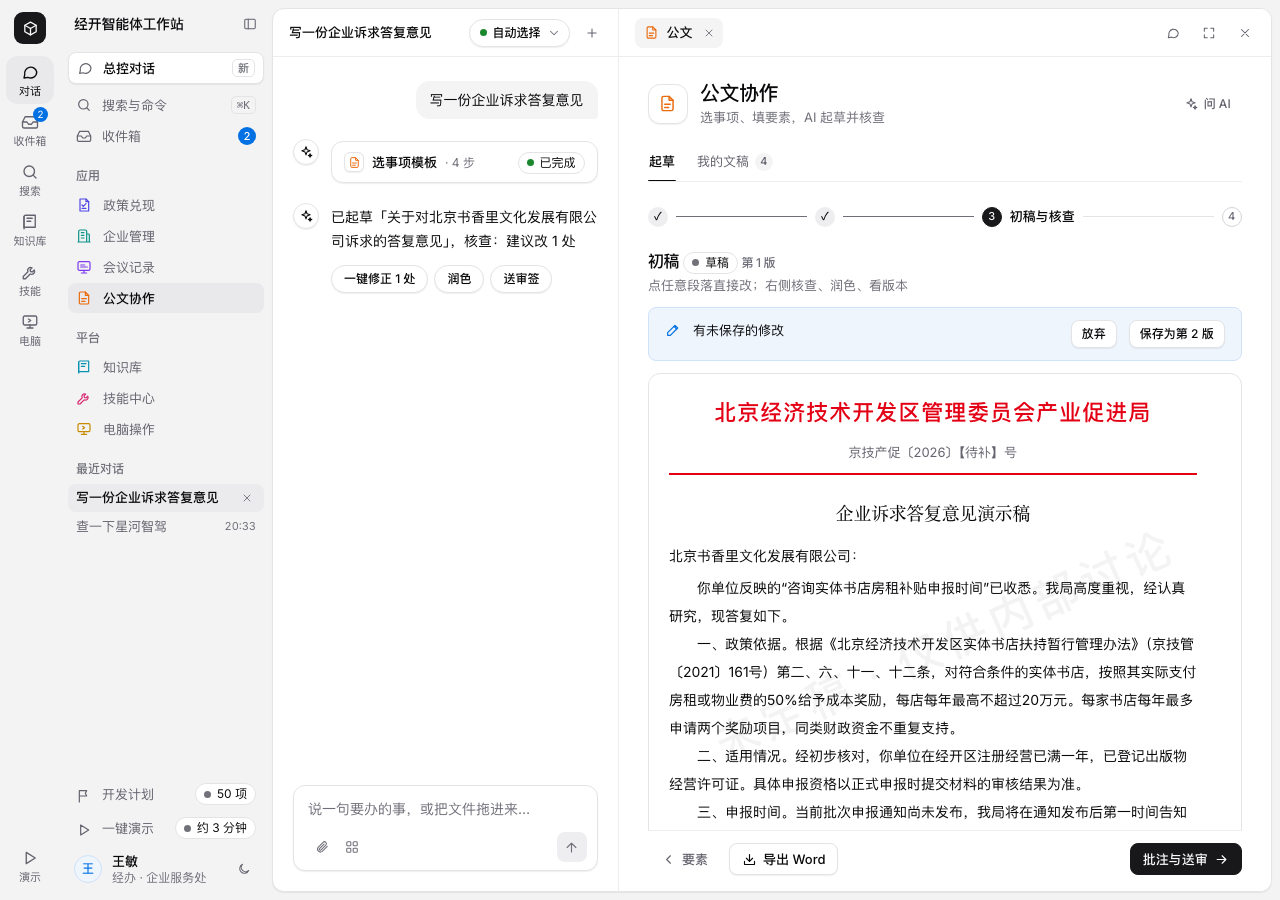 经开智能体工作站
对话
2
收件箱
搜索
知识库
技能
电脑
演示
总控对话 新
搜索与命令 ⌘K
收件箱 2
应用
政策兑现
企业管理
会议记录
公文协作
平台
知识库
技能中心
电脑操作
最近对话
写一份企业诉求答复意见
查一下星河智驾 20:33
开发计划 50 项
一键演示 约 3 分钟
王 王敏
经办 · 企业服务处
写一份企业诉求答复意见 自动选择
写一份企业诉求答复意见
选事项模板 · 4 步 已完成
已起草「关于对北京书香里文化发展有限公
司诉求的答复意见」，核查：建议改 1 处
一键修正 1 处 润色 送审签
说一句要办的事，或把文件拖进来...
公文
公文协作
选事项、填要素，AI 起草并核查
问 AI
起草 我的文稿 4
3 初稿与核查 4
初稿 草稿 第 1 版
点任意段落直接改；右侧核查、润色、看版本
有未保存的修改 放弃 保存为第 2 版
北京经济技术开发区管理委员会产业促进局
京技产促〔2026〕【待补】号
企业诉求答复意见演示稿
北京书香里文化发展有限公司：
你单位反映的“咨询实体书店房租补贴申报时间”已收悉。我局高度重视，经认真
研究，现答复如下。
一、政策依据。根据《北京经济技术开发区实体书店扶持暂行管理办法》（京技管
〔2021〕161号）第二、六、十一、十二条，对符合条件的实体书店，按照其实际支付
房租或物业费的50%给予成本奖励，每店每年最高不超过20万元。每家书店每年最多
申请两个奖励项目，同类财政资金不重复支持。
二、适用情况。经初步核对，你单位在经开区注册经营已满一年，已登记出版物
经营许可证。具体申报资格以正式申报时提交材料的审核结果为准。
三、申报时间。当前批次申报通知尚未发布，我局将在通知发布后第一时间告知
未定稿 · 仅供内部讨论
要素 导出 Word 批注与送审